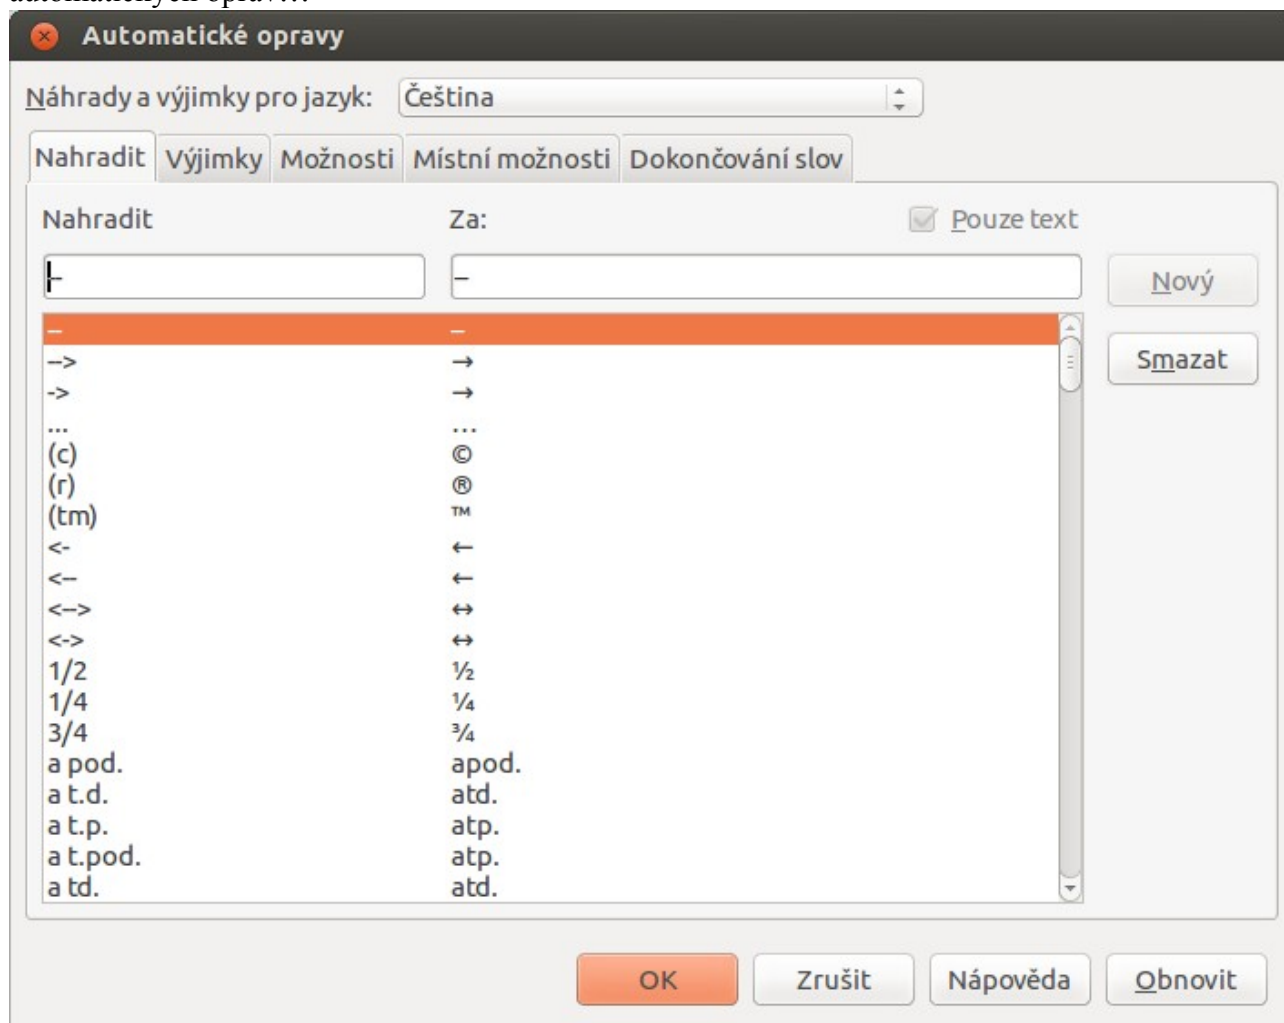 Automatické opravy
Náhrady a výjimky pro jazyk: Čeština
Nahradit Výjimky Možnosti Místní možnosti Dokončování slov
Nahradit Za: Pouze text
-- – Nový
-- –
--> → Smazat
-> →
... …
(c) ©
(r) ®
(tm) ™
<- ←
<-- ←
<--> ↔
<-> ↔
1/2 ½
1/4 ¼
3/4 ¾
a pod. apod.
a t.d. atd.
a t.p. atp.
a t.pod. atp.
a td. atd.
OK Zrušit Nápověda Obnovit